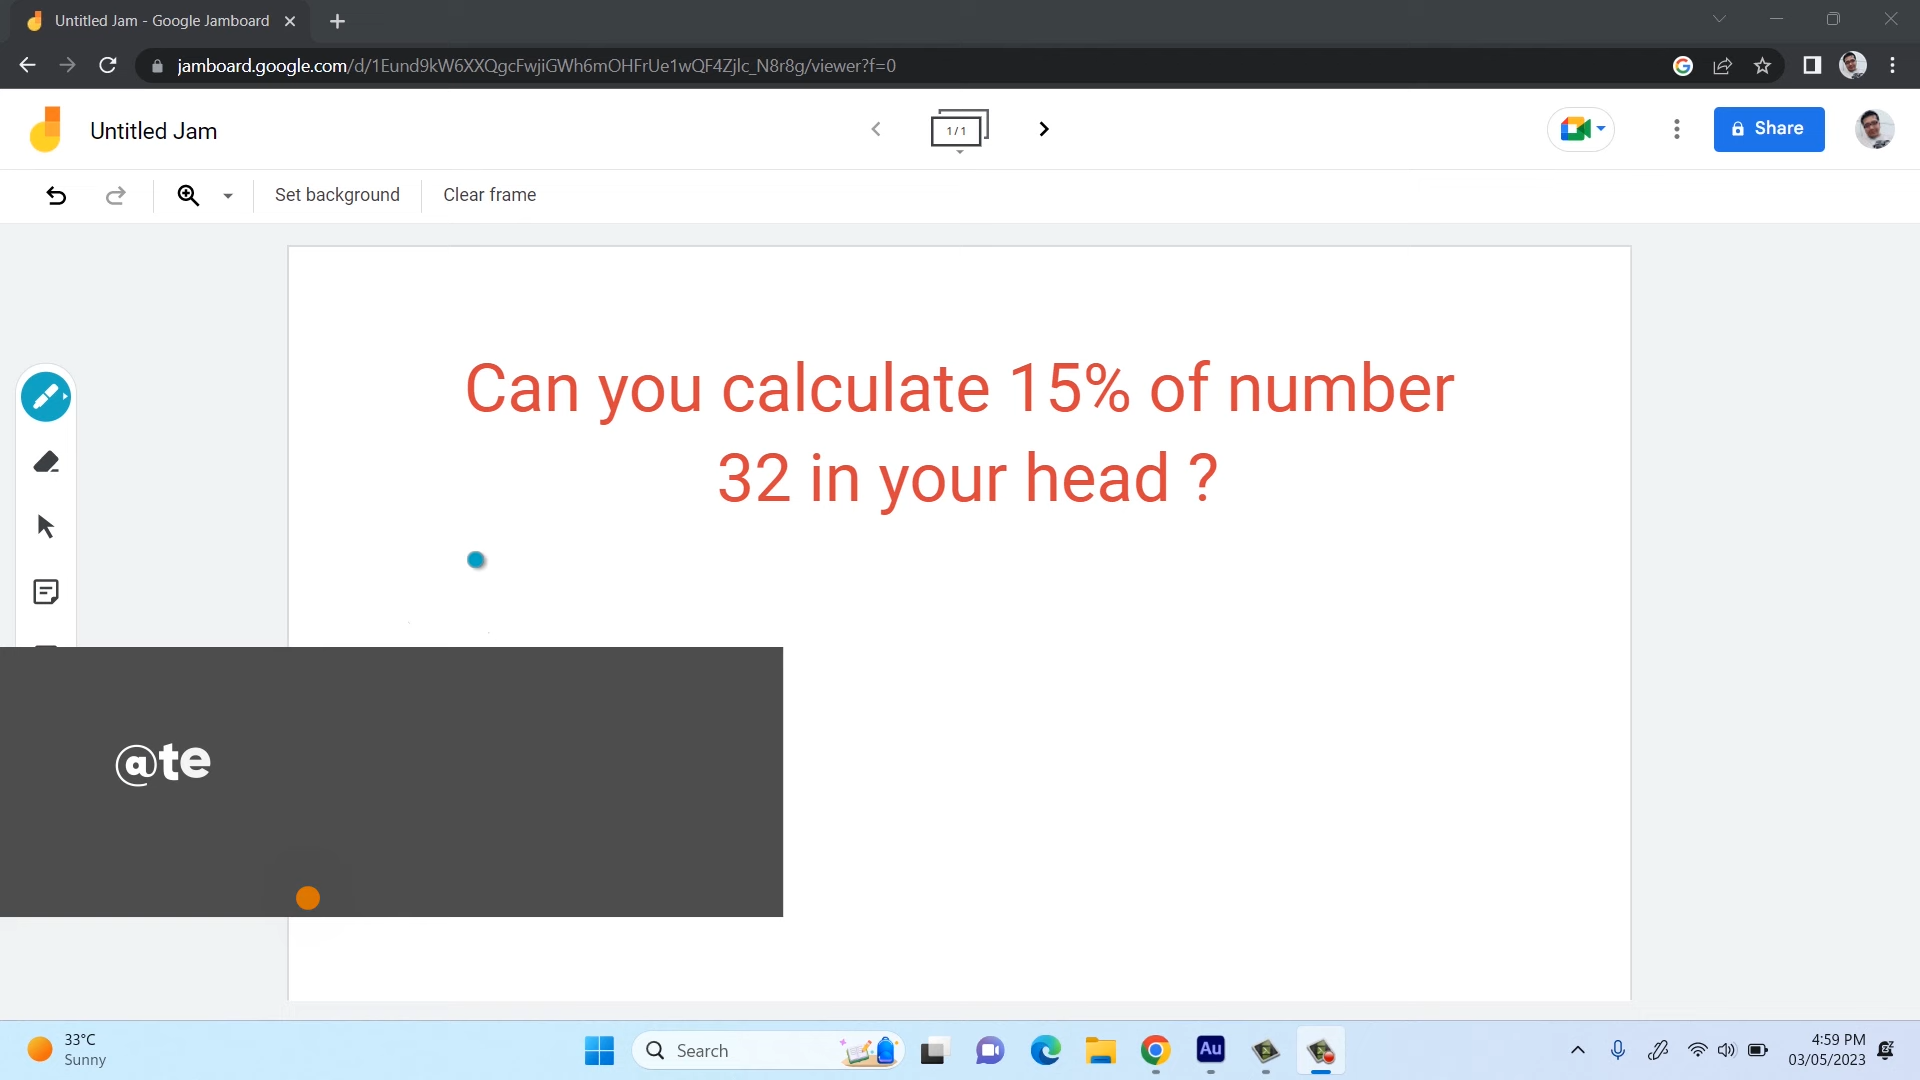 Untitled Jam - Google Jamboard
jamboard.google.com/d/1Eund9kW6XXQgcFwjiGWh6mOHFrUe1wQF4Zjlc_N8r8g/viewer?f=0
Untitled Jam
1/1
Share
Set background
Clear frame
Can you calculate 15% of number
32 in your head ?
@te
33°C
Sunny
Search
Au
4:59 PM
03/05/2023